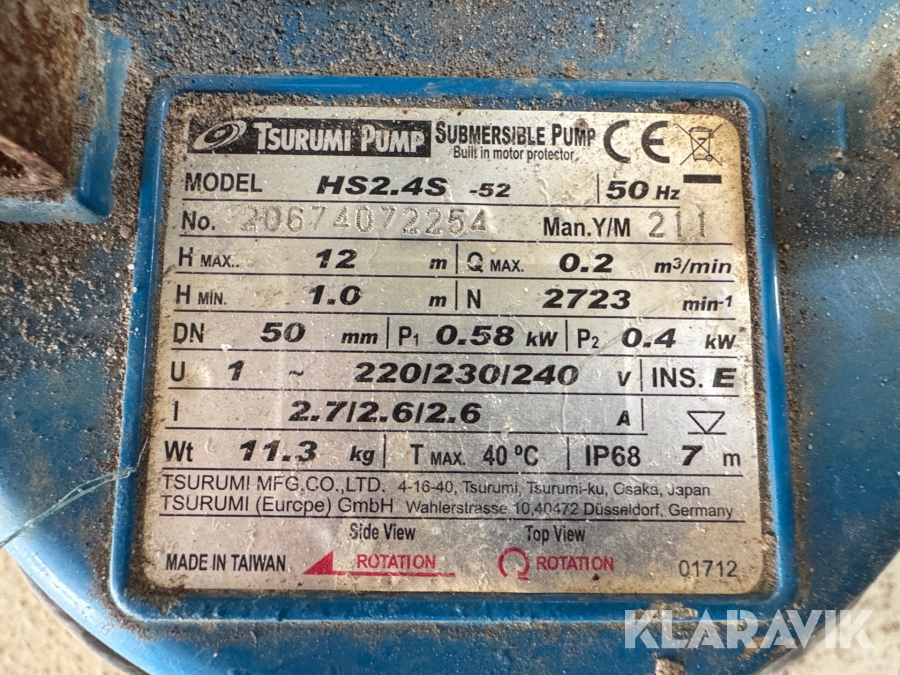 TSURUMI PUMP SUBMERSIBLE PUMP CE
Built in motor protector
MODEL HS2.4S -52 50 Hz
No. 20674072254 Man.Y/M 211
H MAX.. 12 m Q MAX. 0.2 m³/min
H MIN. 1.0 m N 2723 min-1
DN 50 mm P1 0.58 kW P2 0.4 kW
U 1 ~ 220/230/240 V INS. E
I 2.7/2.6/2.6 A
Wt 11.3 kg T MAX. 40 ºC IP68 7 m
TSURUMI MFG.CO.,LTD. 4-16-40, Tsurumi, Tsurumi-ku, Osaka, Japan
TSURUMI (Europe) GmbH Wahlerstrasse 10,40472 Düsseldorf, Germany
Side View Top View
MADE IN TAIWAN ROTATION ROTATION 01712
KLARAVIK